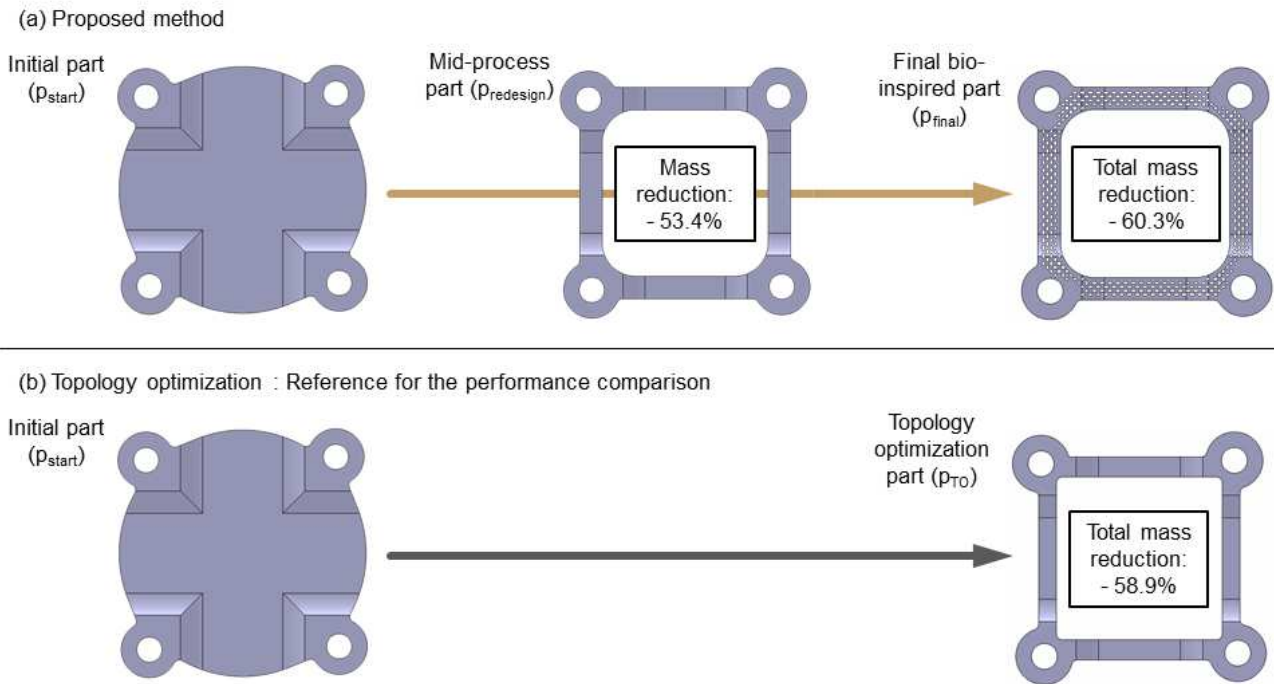 (a) Proposed method
Initial part
(pstart)
Mid-process
part (predesign)
Mass
reduction:
- 53.4%
Final bio-
inspired part
(pfinal)
Total mass
reduction:
- 60.3%
(b) Topology optimization : Reference for the performance comparison
Initial part
(pstart)
Topology
optimization
part (pTO)
Total mass
reduction:
- 58.9%